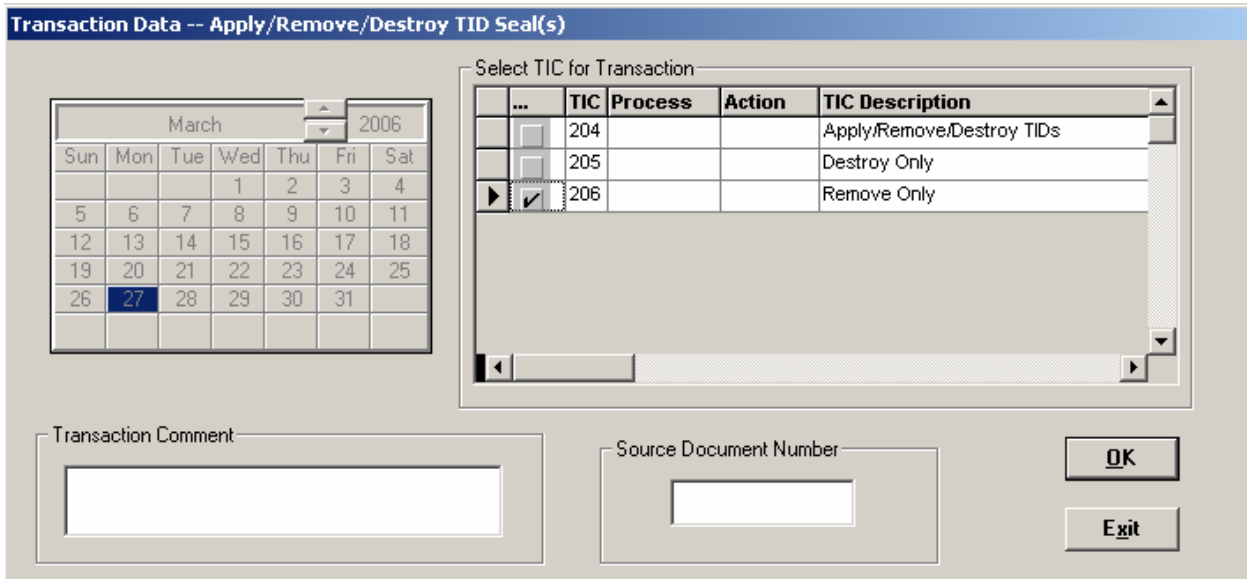 Transaction Data -- Apply/Remove/Destroy TID Seal(s)
March 2006
Sun Mon Tue Wed Thu Fri Sat
1 2 3 4
5 6 7 8 9 10 11
12 13 14 15 16 17 18
19 20 21 22 23 24 25
26 27 28 29 30 31
Select TIC for Transaction
... TIC Process Action TIC Description
204 Apply/Remove/Destroy TIDs
205 Destroy Only
206 Remove Only
Transaction Comment
Source Document Number
OK
Exit